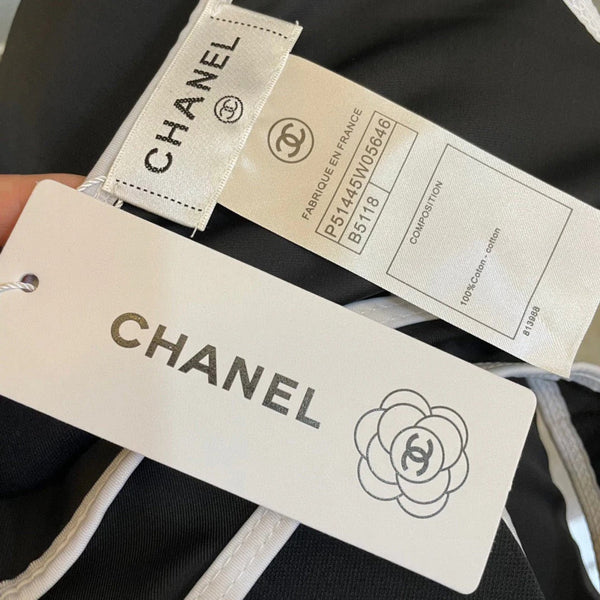 CHANEL
FABRIQUE EN FRANCE
P51445W05646
B5118
COMPOSITION
100%Coton - cotton
813988
CHANEL